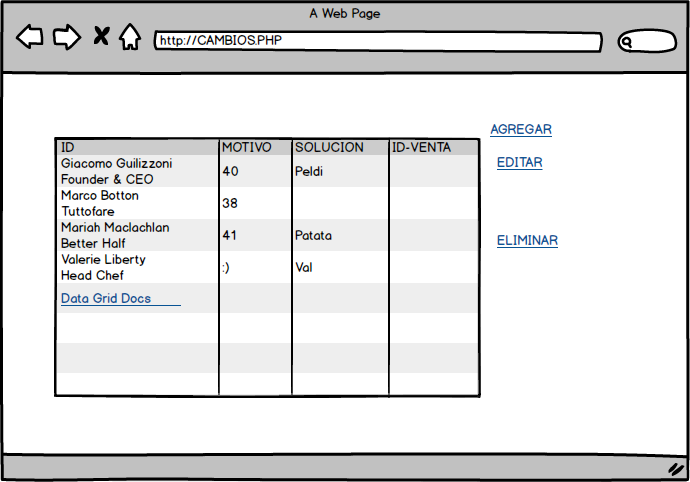 A Web Page
http://CAMBIOS.PHP
AGREGAR
ID MOTIVO SOLUCION ID-VENTA
EDITAR
Giacomo Guilizzoni
Founder & CEO
40 Peldi
Marco Botton
Tuttofare
38
Mariah Maclachlan
Better Half
41 Patata
ELIMINAR
Valerie Liberty
Head Chef
:) Val
Data Grid Docs